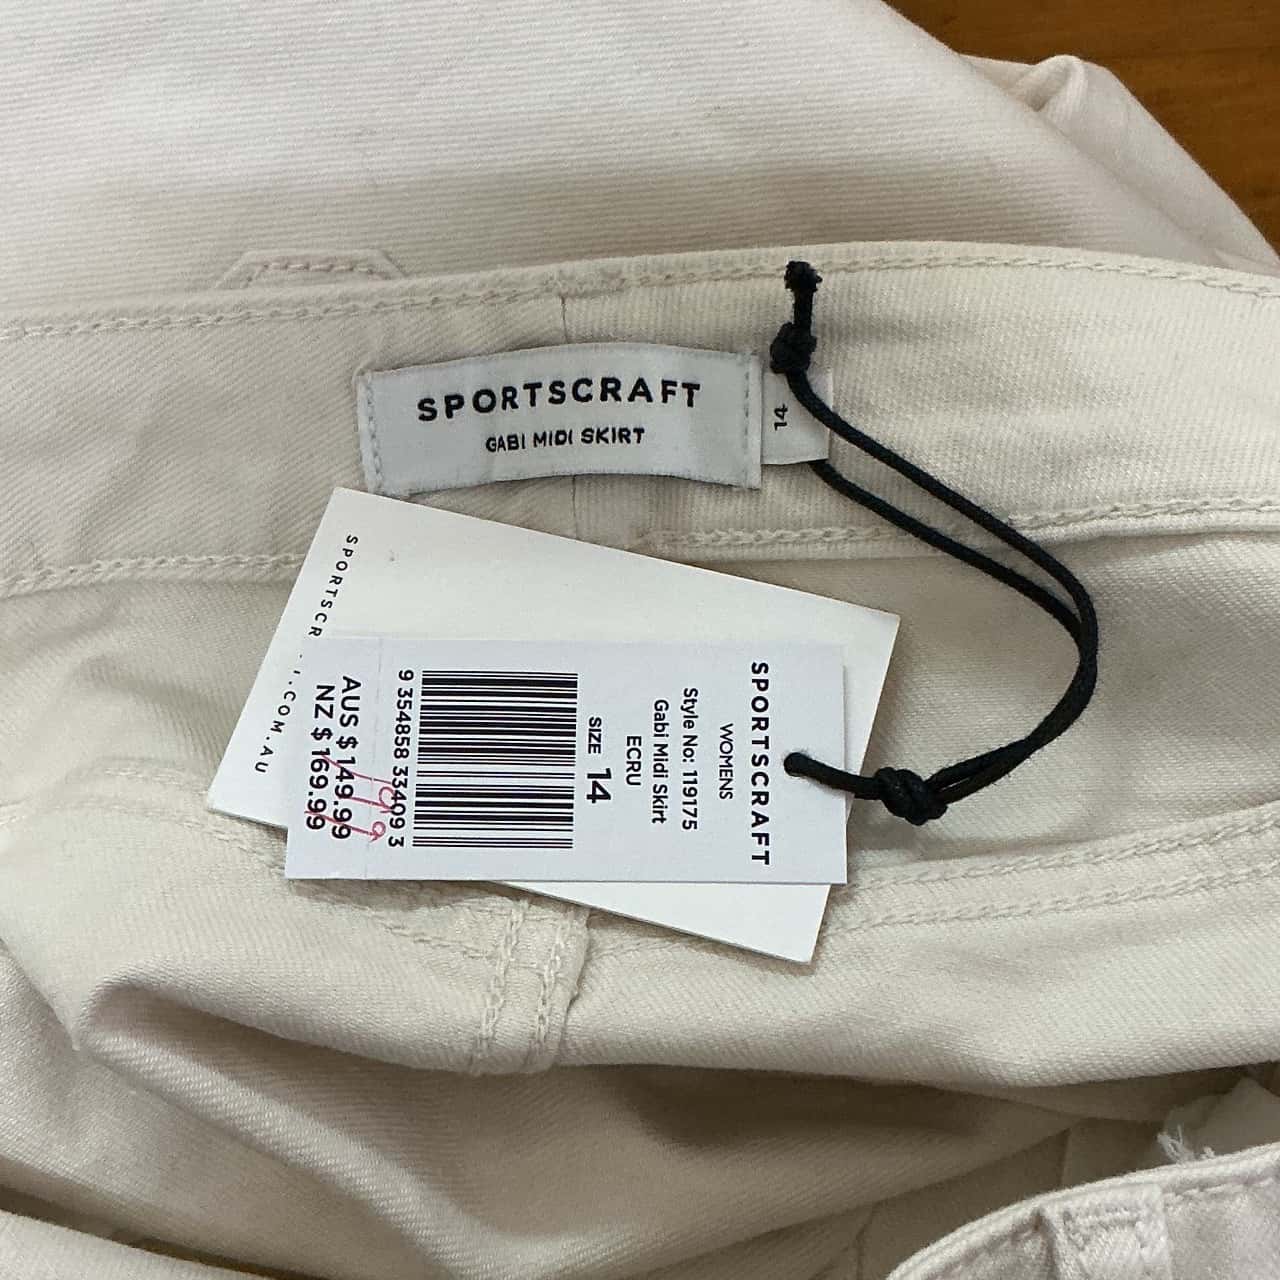 SPORTSCRAFT
GABI MIDI SKIRT
14
SPORTSCR
.COM.AU
SPORTSCRAFT
WOMENS
Style No: 119175
Gabi Midi Skirt
ECRU
SIZE 14
9 354858 33409 3
AUS $ 149.99
NZ $ 169.99